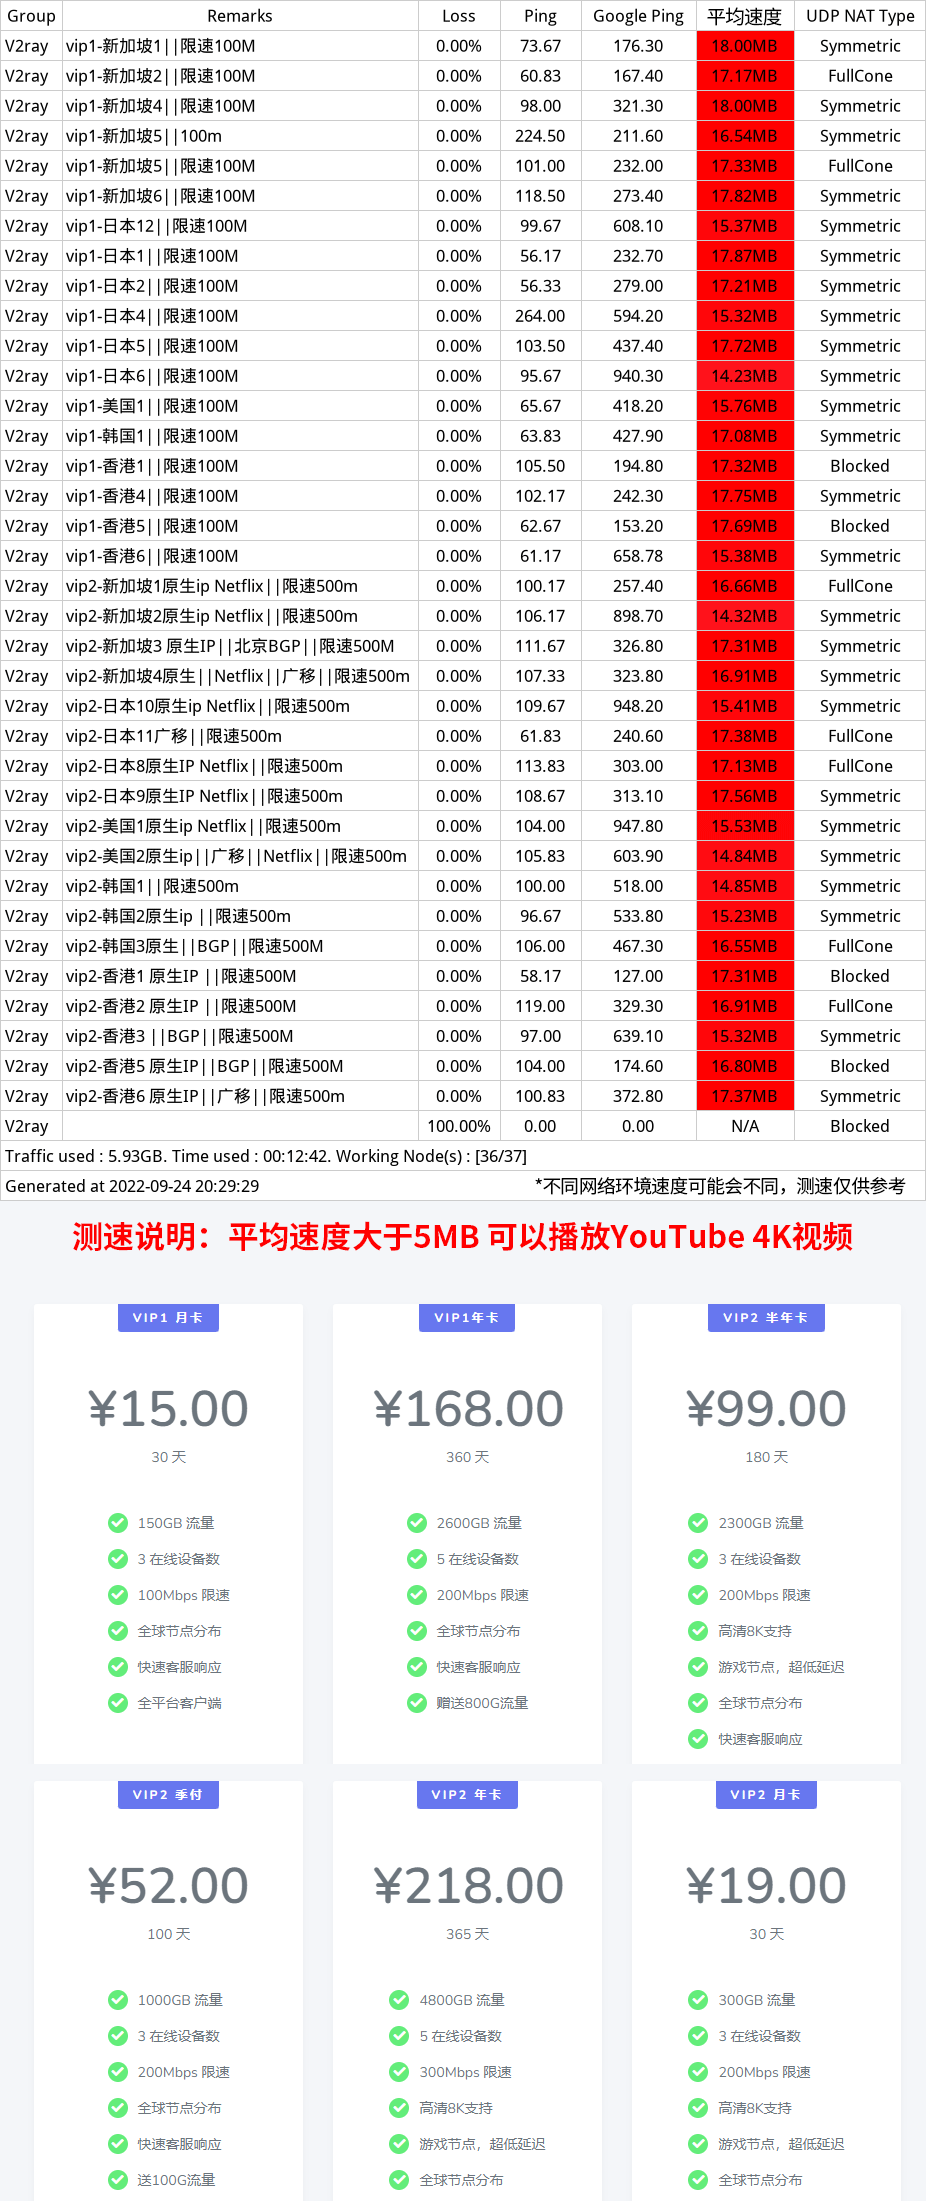 Group Remarks Loss Ping Google Ping 平均速度 UDP NAT Type
V2ray vip1-新加坡1||限速100M 0.00% 73.67 176.30 18.00MB Symmetric
V2ray vip1-新加坡2||限速100M 0.00% 60.83 167.40 17.17MB FullCone
V2ray vip1-新加坡4||限速100M 0.00% 98.00 321.30 18.00MB Symmetric
V2ray vip1-新加坡5||100m 0.00% 224.50 211.60 16.54MB Symmetric
V2ray vip1-新加坡5||限速100M 0.00% 101.00 232.00 17.33MB FullCone
V2ray vip1-新加坡6||限速100M 0.00% 118.50 273.40 17.82MB Symmetric
V2ray vip1-日本12||限速100M 0.00% 99.67 608.10 15.37MB Symmetric
V2ray vip1-日本1||限速100M 0.00% 56.17 232.70 17.87MB Symmetric
V2ray vip1-日本2||限速100M 0.00% 56.33 279.00 17.21MB Symmetric
V2ray vip1-日本4||限速100M 0.00% 264.00 594.20 15.32MB Symmetric
V2ray vip1-日本5||限速100M 0.00% 103.50 437.40 17.72MB Symmetric
V2ray vip1-日本6||限速100M 0.00% 95.67 940.30 14.23MB Symmetric
V2ray vip1-美国1||限速100M 0.00% 65.67 418.20 15.76MB Symmetric
V2ray vip1-韩国1||限速100M 0.00% 63.83 427.90 17.08MB Symmetric
V2ray vip1-香港1||限速100M 0.00% 105.50 194.80 17.32MB Blocked
V2ray vip1-香港4||限速100M 0.00% 102.17 242.30 17.75MB Symmetric
V2ray vip1-香港5||限速100M 0.00% 62.67 153.20 17.69MB Blocked
V2ray vip1-香港6||限速100M 0.00% 61.17 658.78 15.38MB Symmetric
V2ray vip2-新加坡1原生ip Netflix||限速500m 0.00% 100.17 257.40 16.66MB FullCone
V2ray vip2-新加坡2原生ip Netflix||限速500m 0.00% 106.17 898.70 14.32MB Symmetric
V2ray vip2-新加坡3 原生IP||北京BGP||限速500M 0.00% 111.67 326.80 17.31MB Symmetric
V2ray vip2-新加坡4原生||Netflix||广移||限速500m 0.00% 107.33 323.80 16.91MB Symmetric
V2ray vip2-日本10原生ip Netflix||限速500m 0.00% 109.67 948.20 15.41MB Symmetric
V2ray vip2-日本11广移||限速500m 0.00% 61.83 240.60 17.38MB FullCone
V2ray vip2-日本8原生IP Netflix||限速500m 0.00% 113.83 303.00 17.13MB FullCone
V2ray vip2-日本9原生IP Netflix||限速500m 0.00% 108.67 313.10 17.56MB Symmetric
V2ray vip2-美国1原生ip Netflix||限速500m 0.00% 104.00 947.80 15.53MB Symmetric
V2ray vip2-美国2原生ip||广移||Netflix||限速500m 0.00% 105.83 603.90 14.84MB Symmetric
V2ray vip2-韩国1||限速500m 0.00% 100.00 518.00 14.85MB Symmetric
V2ray vip2-韩国2原生ip ||限速500m 0.00% 96.67 533.80 15.23MB Symmetric
V2ray vip2-韩国3原生||BGP||限速500M 0.00% 106.00 467.30 16.55MB FullCone
V2ray vip2-香港1 原生IP ||限速500M 0.00% 58.17 127.00 17.31MB Blocked
V2ray vip2-香港2 原生IP ||限速500M 0.00% 119.00 329.30 16.91MB FullCone
V2ray vip2-香港3 ||BGP||限速500M 0.00% 97.00 639.10 15.32MB Symmetric
V2ray vip2-香港5 原生IP||BGP||限速500M 0.00% 104.00 174.60 16.80MB Blocked
V2ray vip2-香港6 原生IP||广移||限速500m 0.00% 100.83 372.80 17.37MB Symmetric
V2ray 100.00% 0.00 0.00 N/A Blocked
Traffic used : 5.93GB. Time used : 00:12:42. Working Node(s) : [36/37]
Generated at 2022-09-24 20:29:29 *不同网络环境速度可能会不同，测速仅供参考
测速说明：平均速度大于5MB 可以播放YouTube 4K视频
VIP1 月卡
¥15.00
30 天
150GB 流量
3 在线设备数
100Mbps 限速
全球节点分布
快速客服响应
全平台客户端
VIP1年卡
¥168.00
360 天
2600GB 流量
5 在线设备数
200Mbps 限速
全球节点分布
快速客服响应
赠送800G流量
VIP2 半年卡
¥99.00
180 天
2300GB 流量
3 在线设备数
200Mbps 限速
高清8K支持
游戏节点，超低延迟
全球节点分布
快速客服响应
VIP2 季付
¥52.00
100 天
1000GB 流量
3 在线设备数
200Mbps 限速
全球节点分布
快速客服响应
送100G流量
VIP2 年卡
¥218.00
365 天
4800GB 流量
5 在线设备数
300Mbps 限速
高清8K支持
游戏节点，超低延迟
全球节点分布
VIP2 月卡
¥19.00
30 天
300GB 流量
3 在线设备数
200Mbps 限速
高清8K支持
游戏节点，超低延迟
全球节点分布